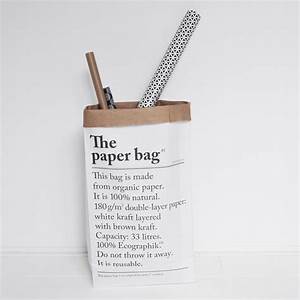 The
paper bag
This bag is made
from organic paper.
It is 100% natural.
180g/m² double-layer paper:
white kraft layered
with brown kraft.
Capacity: 33 litres.
100% Ecographik.
Do not throw it away.
It is reusable.